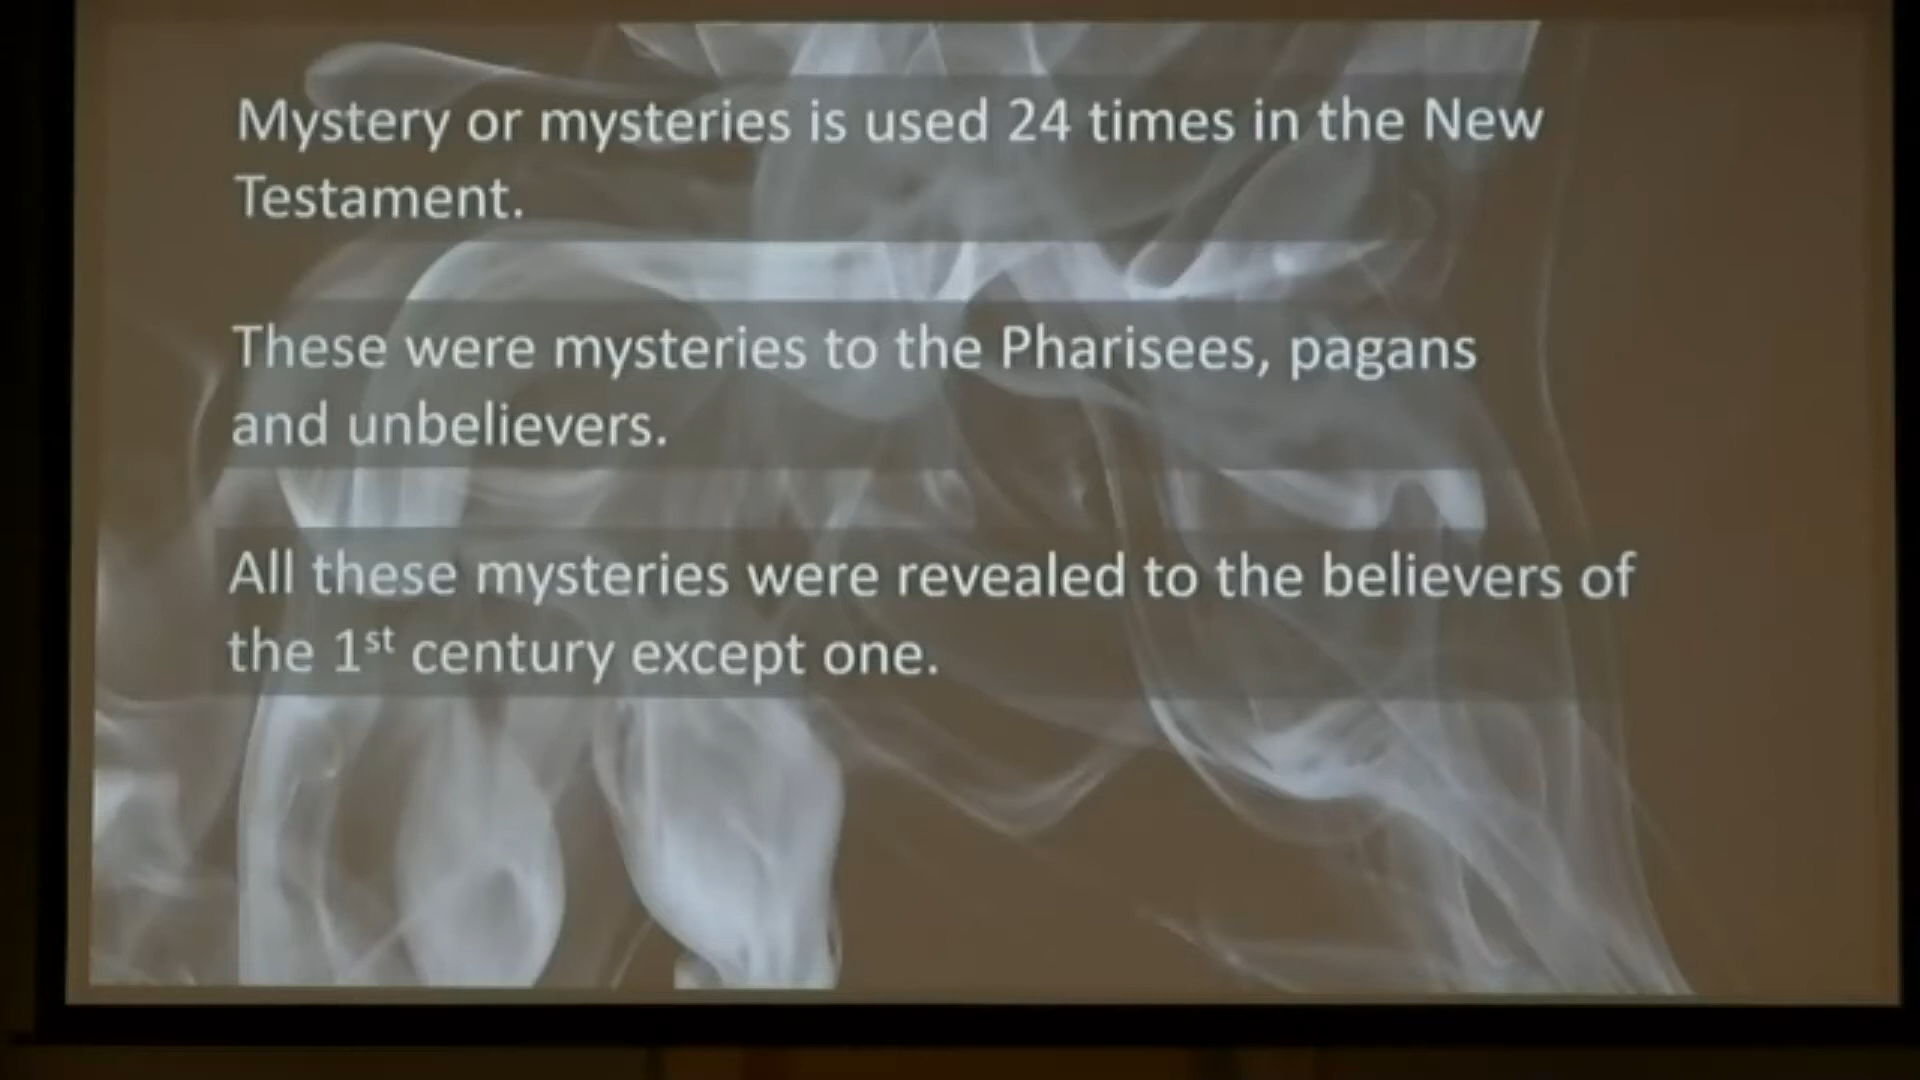 Mystery or mysteries is used 24 times in the New
Testament.
These were mysteries to the Pharisees, pagans
and unbelievers.
All these mysteries were revealed to the believers of
the 1st century except one.